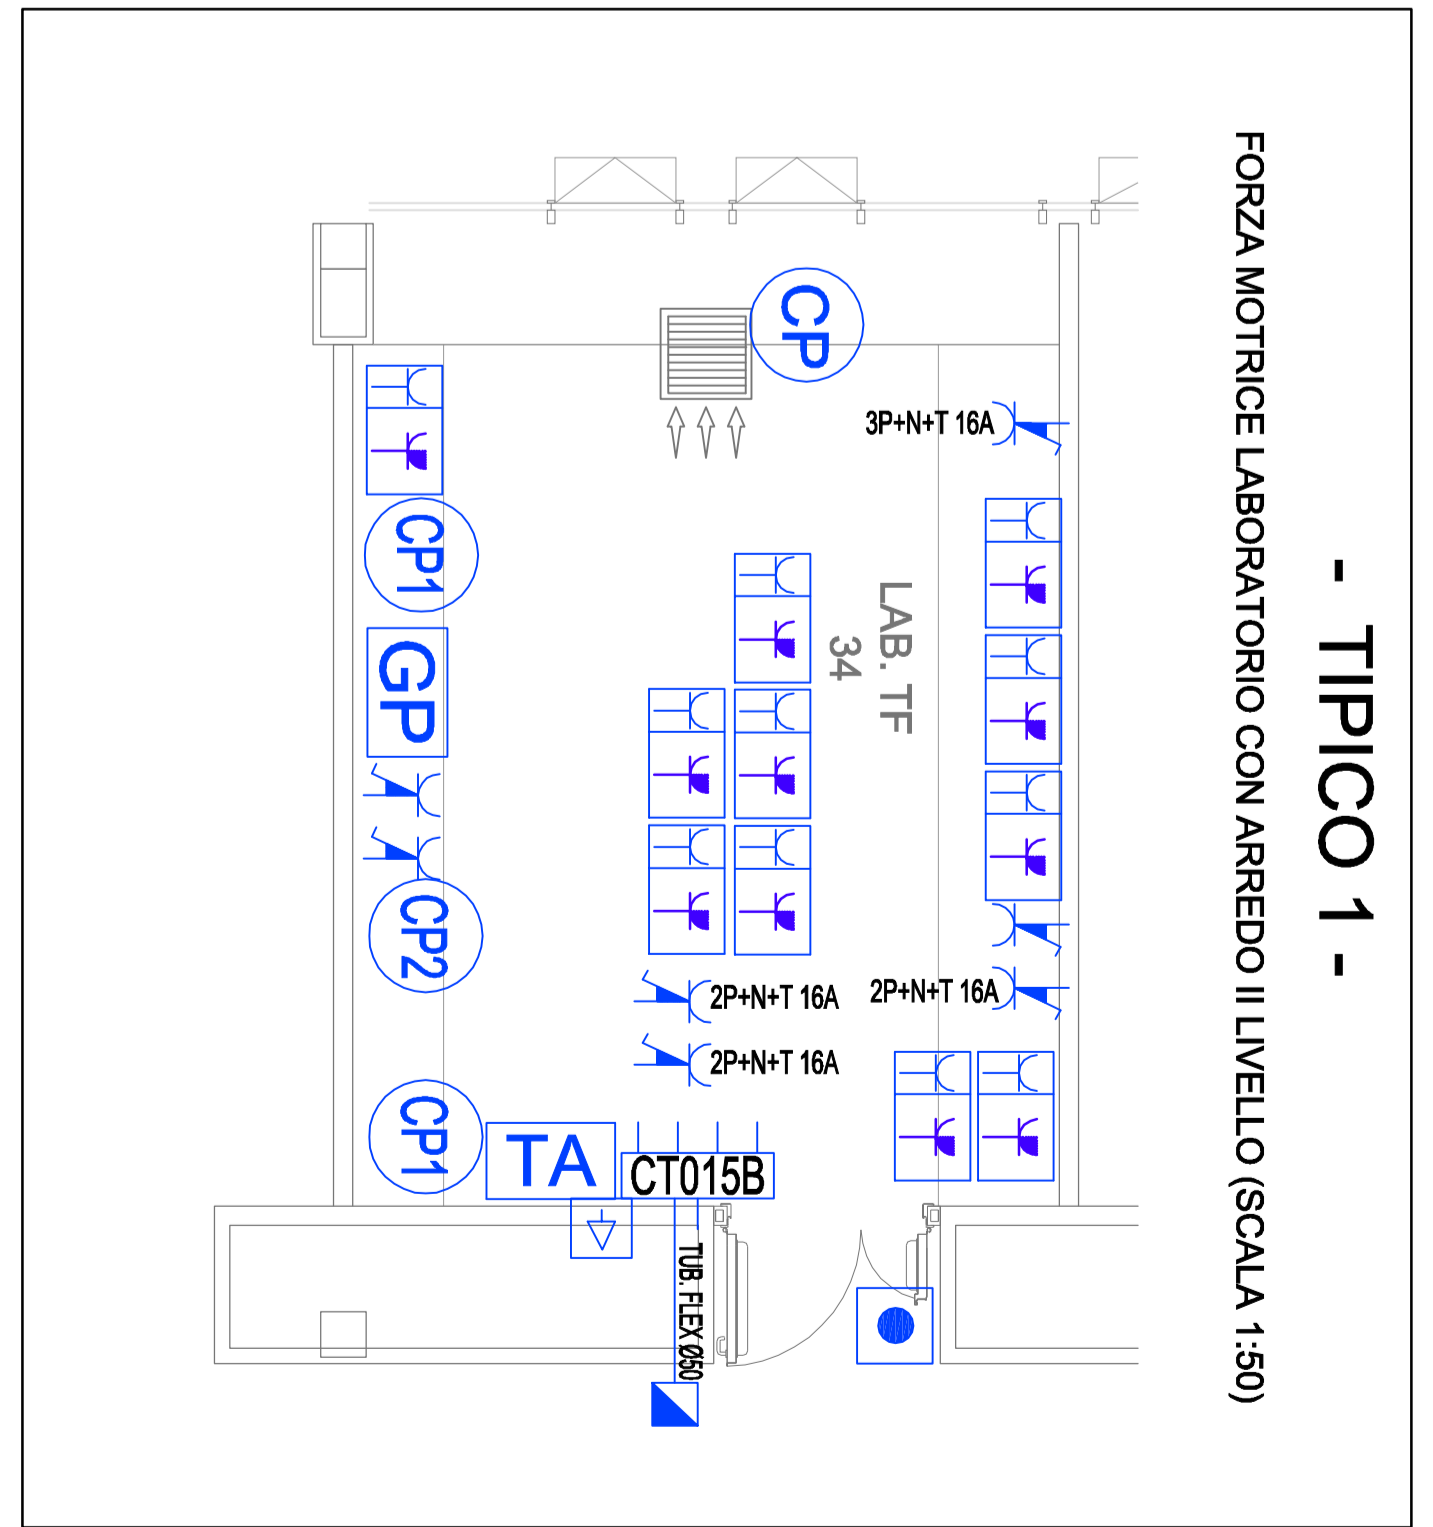 - TIPICO 1 -
FORZA MOTRICE LABORATORIO CON ARREDO II LIVELLO (SCALA 1:50)
CP
3P+N+T 16A
CP1
LAB. TF
34
GP
CP2
2P+N+T 16A
2P+N+T 16A
2P+N+T 16A
CP1
TA
CT015B
TUB. FLEX Ø50